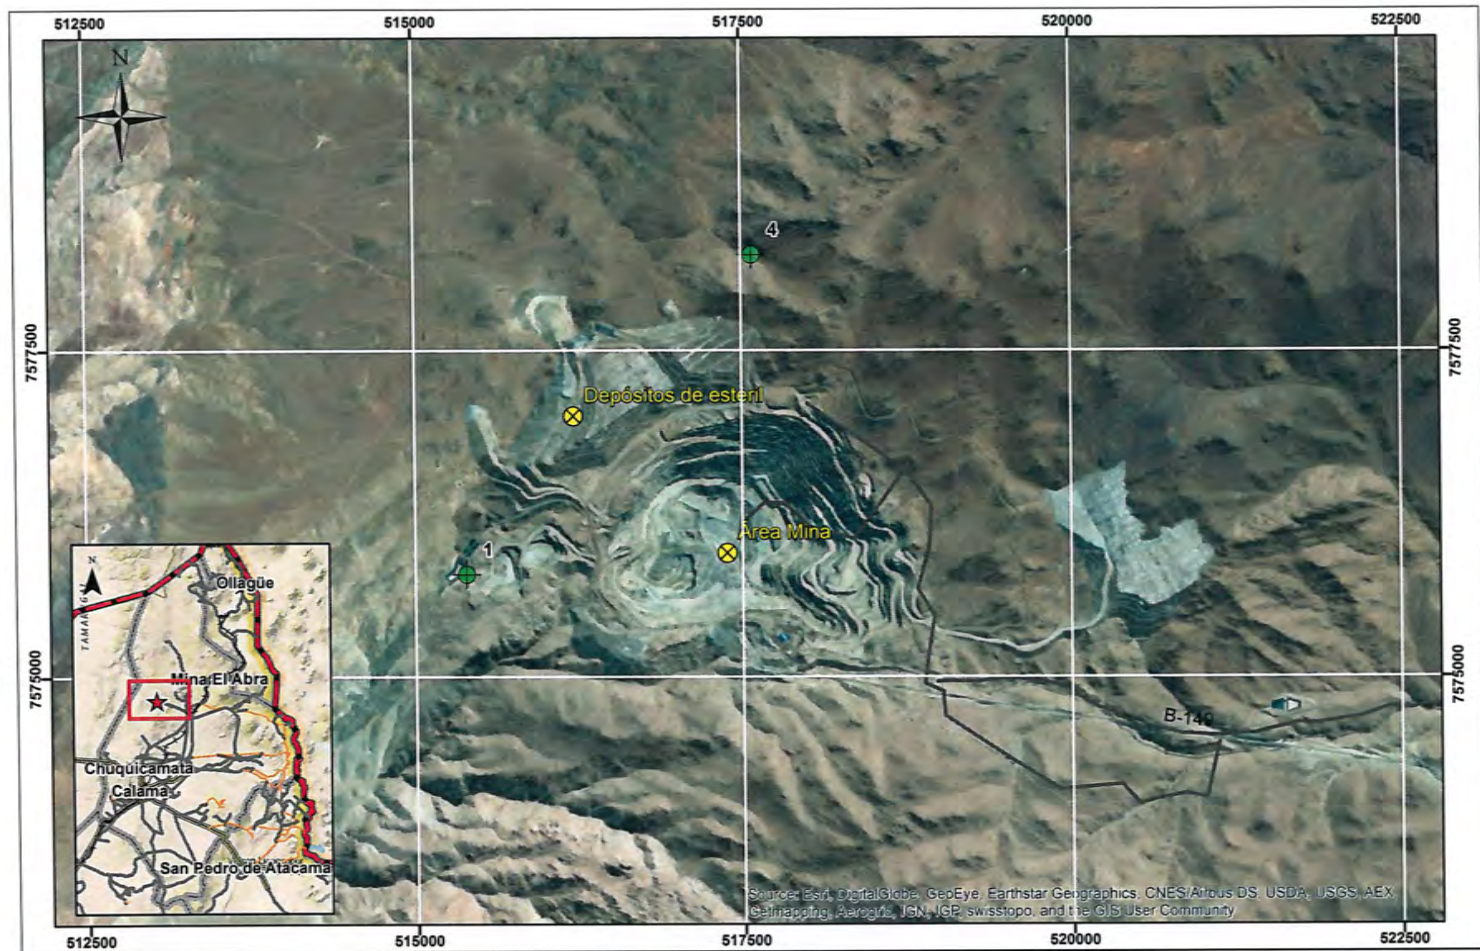 512500 515000 517500 520000 522500
N
4
7577500 7577500
Depósitos de esteril
Área Mina
1
N
Ollagüe
Mina El Abra
7575000 7575000
B-149
Chuquicamata
Calama
San Pedro de Atacama
Source: Esri, DigitalGlobe, GeoEye, Earthstar Geographics, CNES/Airbus DS, USDA, USGS, AEX,
Getmapping, Aerogrid, IGN, IGP, swisstopo, and the GIS User Community
512500 515000 517500 520000 522500